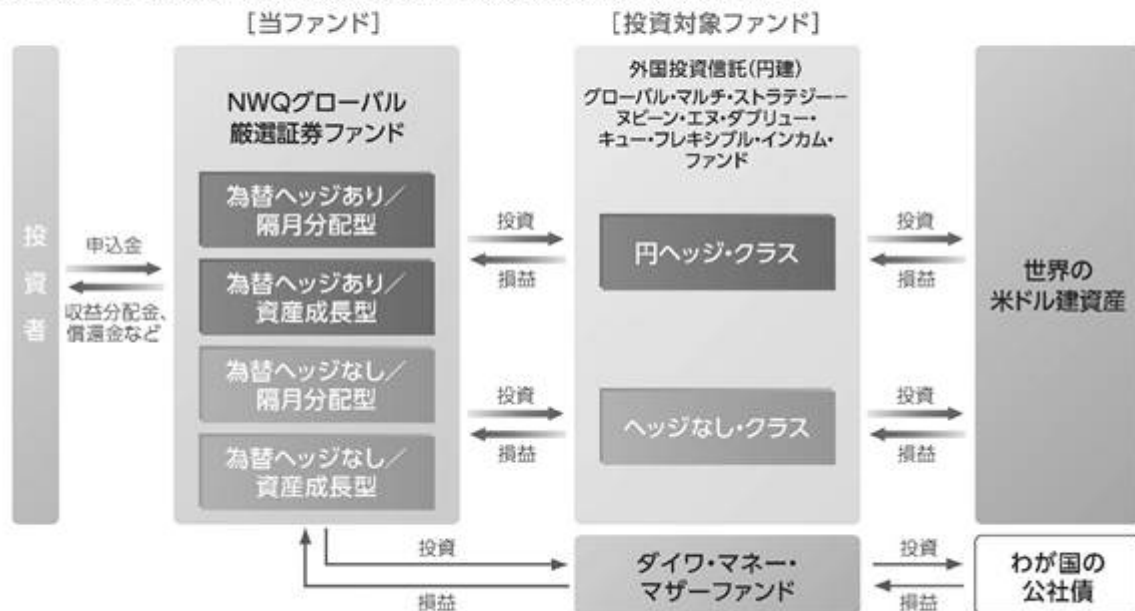 [当ファンド]
[投資対象ファンド]
投資者
申込金
収益分配金、
償還金など
NWQグローバル
厳選証券ファンド
為替ヘッジあり／
隔月分配型
為替ヘッジあり／
資産成長型
為替ヘッジなし／
隔月分配型
為替ヘッジなし／
資産成長型
投資
損益
投資
損益
外国投資信託(円建)
グローバル・マルチ・ストラテジー－
ヌビーン・エヌ・ダブリュー・
キュー・フレキシブル・インカム・
ファンド
円ヘッジ・クラス
ヘッジなし・クラス
投資
損益
投資
損益
世界の
米ドル建資産
投資
損益
ダイワ・マネー・
マザーファンド
投資
損益
わが国の
公社債